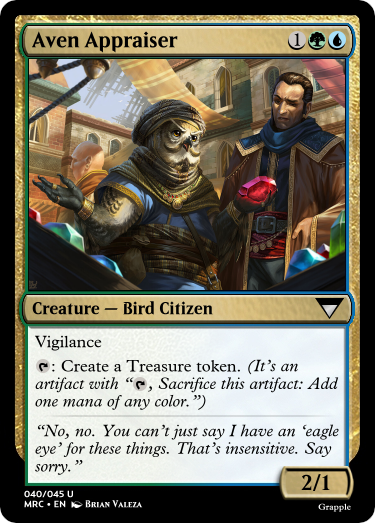 Aven Appraiser 1
Creature — Bird Citizen
Vigilance
: Create a Treasure token. (It's an
artifact with “, Sacrifice this artifact: Add
one mana of any color.”)
“No, no. You can't just say I have an ‘eagle
eye’ for these things. That's insensitive. Say
sorry.”
2/1
040/045 U
MRC • EN Brian Valeza
Grapple